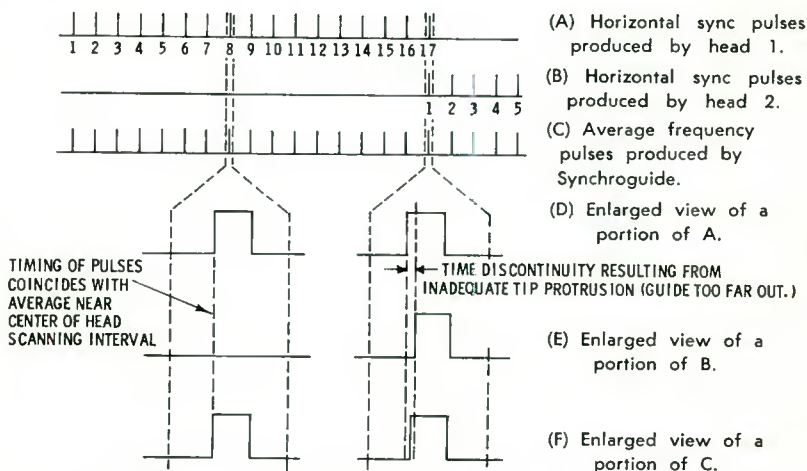 (A) Horizontal sync pulses
produced by head 1.
1 2 3 4 5 6 7 8 9 10 11 12 13 14 15 16 17
(B) Horizontal sync pulses
produced by head 2.
1 2 3 4 5
(C) Average frequency
pulses produced by
Synchroguide.
(D) Enlarged view of a
portion of A.
TIMING OF PULSES
COINCIDES WITH
AVERAGE NEAR
CENTER OF HEAD
SCANNING INTERVAL
TIME DISCONTINUITY RESULTING FROM
INADEQUATE TIP PROTRUSION (GUIDE TOO FAR OUT.)
(E) Enlarged view of a
portion of B.
(F) Enlarged view of a
portion of C.